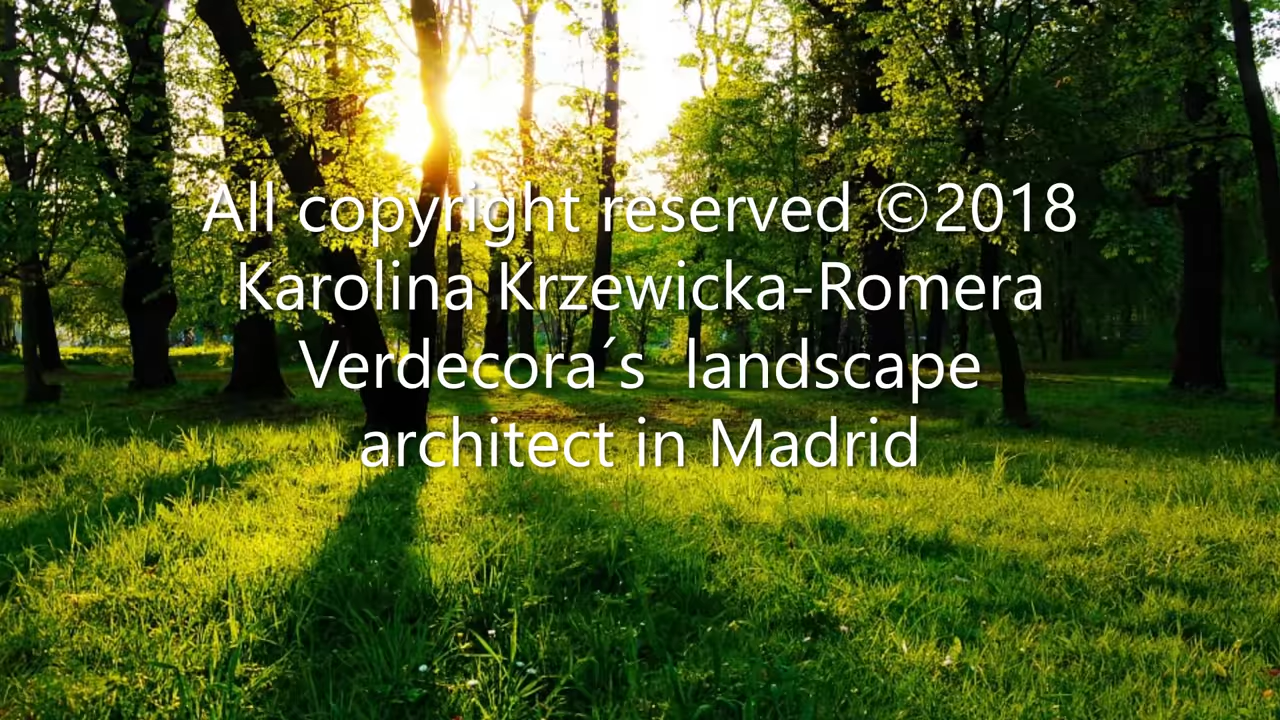 All copyright reserved ©2018
Karolina Krzewicka-Romera
Verdecora´s  landscape
architect in Madrid